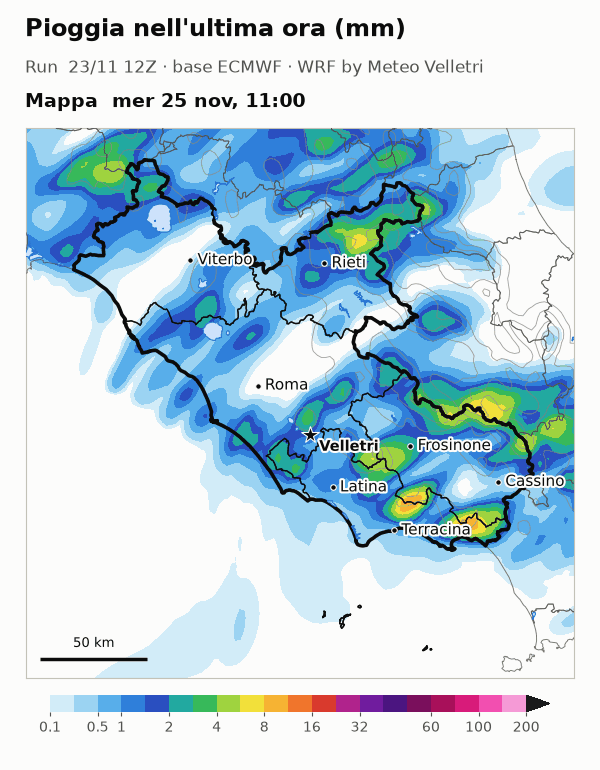 Pioggia nell'ultima ora (mm)
Run  23/11 12Z · base ECMWF · WRF by Meteo Velletri
Mappa  mer 25 nov, 11:00
Viterbo
Rieti
Roma
Velletri
Frosinone
Cassino
Latina
Terracina
50 km
0.1 0.5 1 2 4 8 16 32 60 100 200